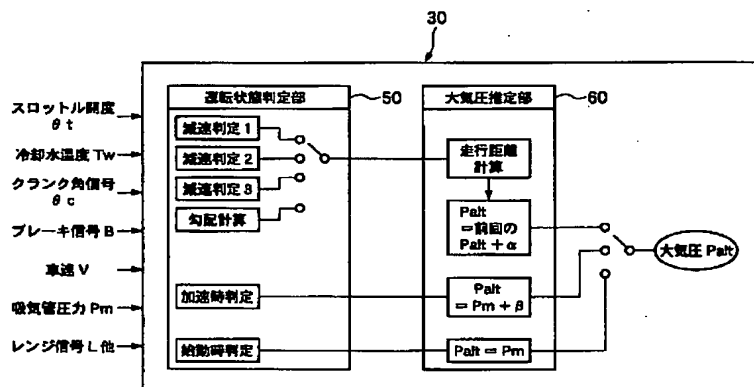 30
運転状態判定部
50
大気圧推定部
60
スロットル開度
θt
冷却水温度 Tw
クランク角信号
θc
ブレーキ信号 B
車速 V
吸気管圧力 Pm
レンジ信号 L 他
減速判定 1
減速判定 2
減速判定 3
勾配計算
加速時判定
始動時判定
走行距離
計算
Palt
=前回の
Palt + α
Palt
= Pm + β
Palt = Pm
大気圧 Palt